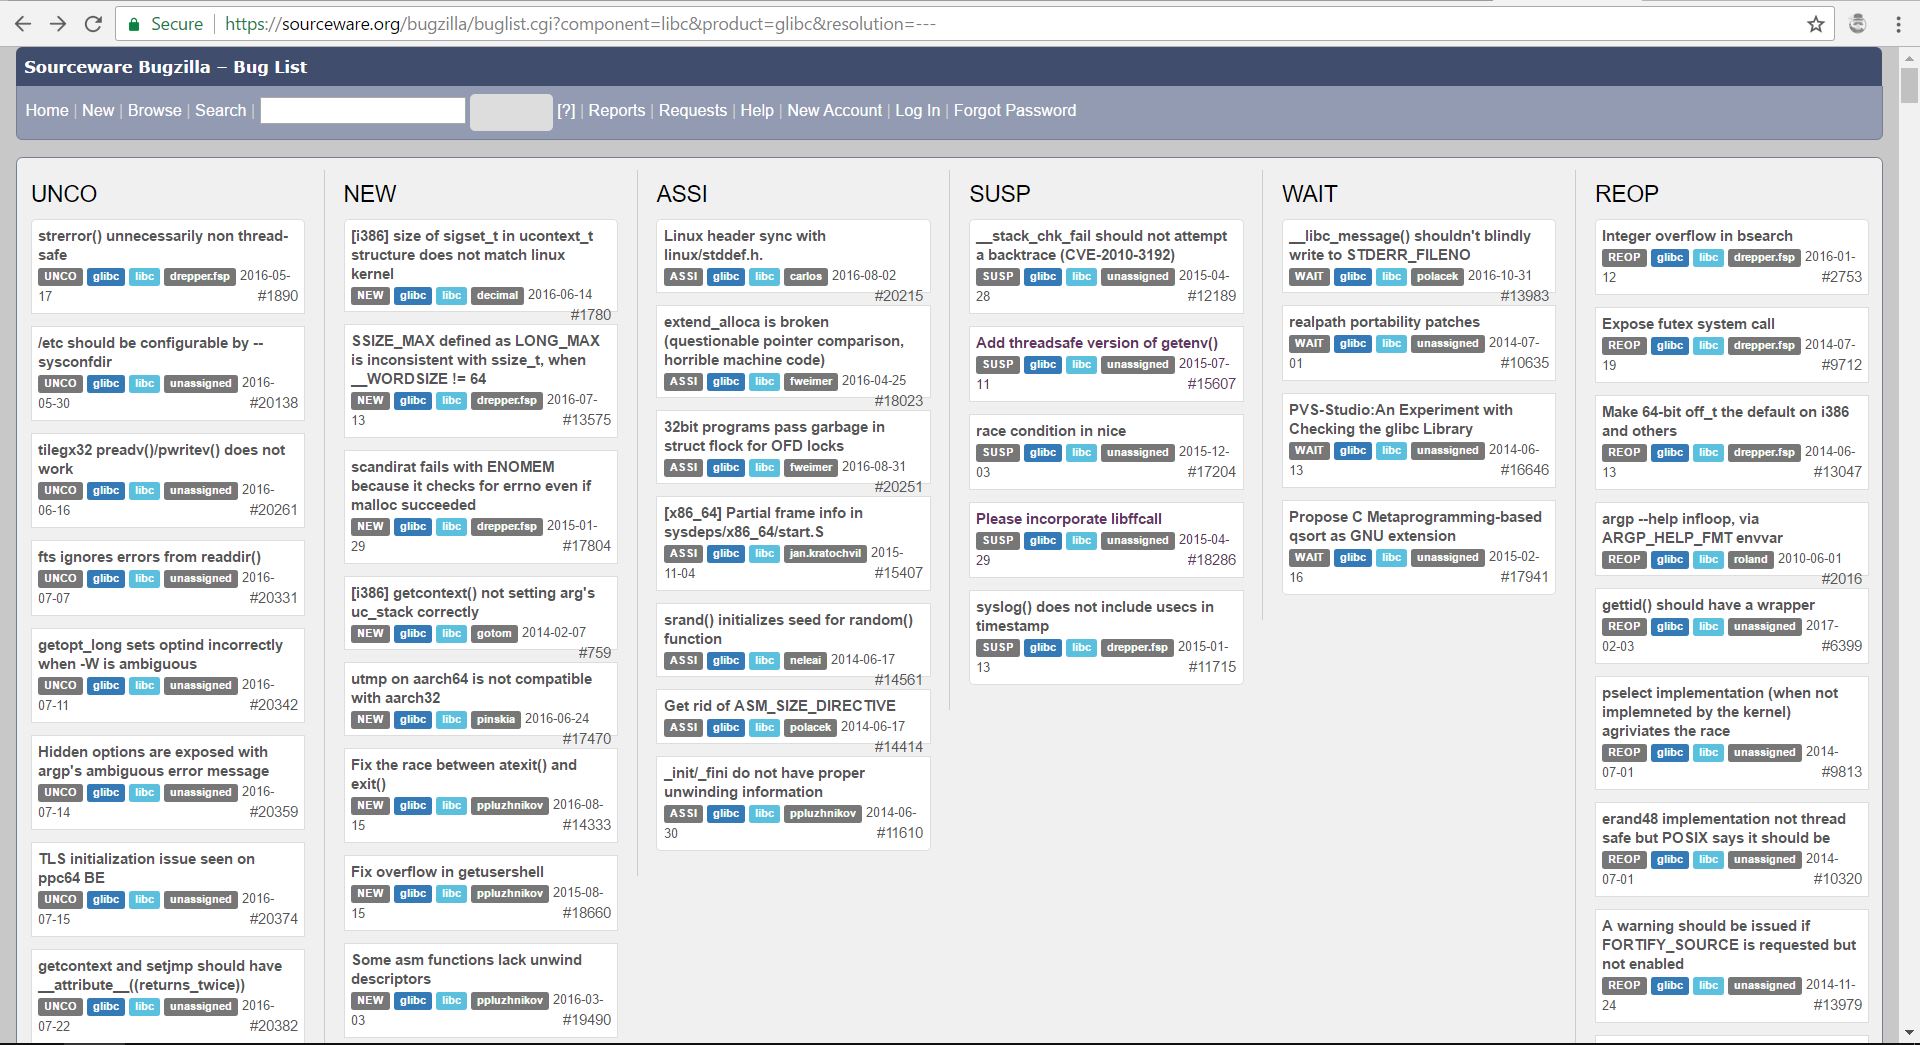 Secure https://sourceware.org/bugzilla/buglist.cgi?component=libc&product=glibc&resolution=---
Sourceware Bugzilla – Bug List
Home | New | Browse | Search | [?] | Reports | Requests | Help | New Account | Log In | Forgot Password
UNCO
strerror() unnecessarily non thread-
safe
UNCO glibc libc drepper.fsp 2016-05-
17 #1890
/etc should be configurable by --
sysconfdir
UNCO glibc libc unassigned 2016-
05-30 #20138
tilegx32 preadv()/pwritev() does not
work
UNCO glibc libc unassigned 2016-
06-16 #20261
fts ignores errors from readdir()
UNCO glibc libc unassigned 2016-
07-07 #20331
getopt_long sets optind incorrectly
when -W is ambiguous
UNCO glibc libc unassigned 2016-
07-11 #20342
Hidden options are exposed with
argp's ambiguous error message
UNCO glibc libc unassigned 2016-
07-14 #20359
TLS initialization issue seen on
ppc64 BE
UNCO glibc libc unassigned 2016-
07-15 #20374
getcontext and setjmp should have
__attribute__((returns_twice))
UNCO glibc libc unassigned 2016-
07-22 #20382
NEW
[i386] size of sigset_t in ucontext_t
structure does not match linux
kernel
NEW glibc libc decimal 2016-06-14
#1780
SSIZE_MAX defined as LONG_MAX
is inconsistent with ssize_t, when
__WORDSIZE != 64
NEW glibc libc drepper.fsp 2016-07-
13 #13575
scandirat fails with ENOMEM
because it checks for errno even if
malloc succeeded
NEW glibc libc drepper.fsp 2015-01-
29 #17804
[i386] getcontext() not setting arg's
uc_stack correctly
NEW glibc libc gotom 2014-02-07
#759
utmp on aarch64 is not compatible
with aarch32
NEW glibc libc pinskia 2016-06-24
#17470
Fix the race between atexit() and
exit()
NEW glibc libc ppluzhnikov 2016-08-
15 #14333
Fix overflow in getusershell
NEW glibc libc ppluzhnikov 2015-08-
15 #18660
Some asm functions lack unwind
descriptors
NEW glibc libc ppluzhnikov 2016-03-
03 #19490
ASSI
Linux header sync with
linux/stddef.h.
ASSI glibc libc carlos 2016-08-02
#20215
extend_alloca is broken
(questionable pointer comparison,
horrible machine code)
ASSI glibc libc fweimer 2016-04-25
#18023
32bit programs pass garbage in
struct flock for OFD locks
ASSI glibc libc fweimer 2016-08-31
#20251
[x86_64] Partial frame info in
sysdeps/x86_64/start.S
ASSI glibc libc jan.kratochvil 2015-
11-04 #15407
srand() initializes seed for random()
function
ASSI glibc libc neleai 2014-06-17
#14561
Get rid of ASM_SIZE_DIRECTIVE
ASSI glibc libc polacek 2014-06-17
#14414
_init/_fini do not have proper
unwinding information
ASSI glibc libc ppluzhnikov 2014-06-
30 #11610
SUSP
__stack_chk_fail should not attempt
a backtrace (CVE-2010-3192)
SUSP glibc libc unassigned 2015-04-
28 #12189
Add threadsafe version of getenv()
SUSP glibc libc unassigned 2015-07-
11 #15607
race condition in nice
SUSP glibc libc unassigned 2015-12-
03 #17204
Please incorporate libffcall
SUSP glibc libc unassigned 2015-04-
29 #18286
syslog() does not include usecs in
timestamp
SUSP glibc libc drepper.fsp 2015-01-
13 #11715
WAIT
__libc_message() shouldn't blindly
write to STDERR_FILENO
WAIT glibc libc polacek 2016-10-31
#13983
realpath portability patches
WAIT glibc libc unassigned 2014-07-
01 #10635
PVS-Studio:An Experiment with
Checking the glibc Library
WAIT glibc libc unassigned 2014-06-
13 #16646
Propose C Metaprogramming-based
qsort as GNU extension
WAIT glibc libc unassigned 2015-02-
16 #17941
REOP
Integer overflow in bsearch
REOP glibc libc drepper.fsp 2016-01-
12 #2753
Expose futex system call
REOP glibc libc drepper.fsp 2014-07-
19 #9712
Make 64-bit off_t the default on i386
and others
REOP glibc libc drepper.fsp 2014-06-
13 #13047
argp --help infloop, via
ARGP_HELP_FMT envvar
REOP glibc libc roland 2010-06-01
#2016
gettid() should have a wrapper
REOP glibc libc unassigned 2017-
02-03 #6399
pselect implementation (when not
implemneted by the kernel)
agriviates the race
REOP glibc libc unassigned 2014-
07-01 #9813
erand48 implementation not thread
safe but POSIX says it should be
REOP glibc libc unassigned 2014-
07-01 #10320
A warning should be issued if
FORTIFY_SOURCE is requested but
not enabled
REOP glibc libc unassigned 2014-11-
24 #13979